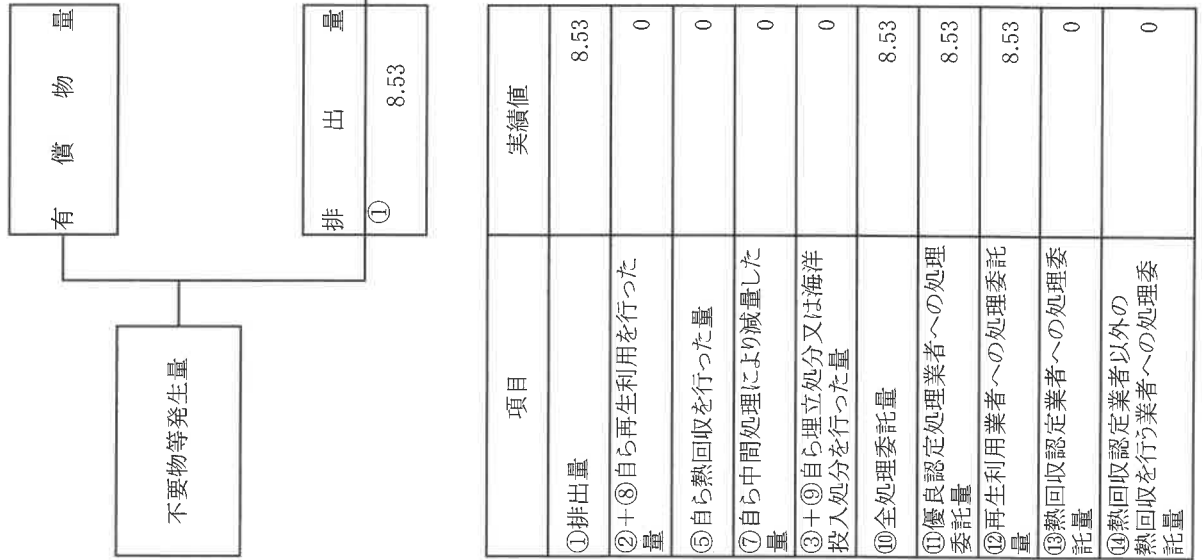 不要物等発生量
有償物量
排出量
①
8.53
項目 実績値
①排出量 8.53
②+⑧自ら再生利用を行った
量 0
⑤自ら熱回収を行った量 0
⑦自ら中間処理により減量した
量 0
③+⑨自ら埋立処分又は海洋
投入処分を行った量 0
⑩全処理委託量 8.53
⑪優良認定処理業者への処理
委託量 8.53
⑫再生利用業者への処理委託
量 8.53
⑬熱回収認定業者への処理委
託量 0
⑭熱回収認定業者以外の
熱回収を行う業者への処理委
託量 0